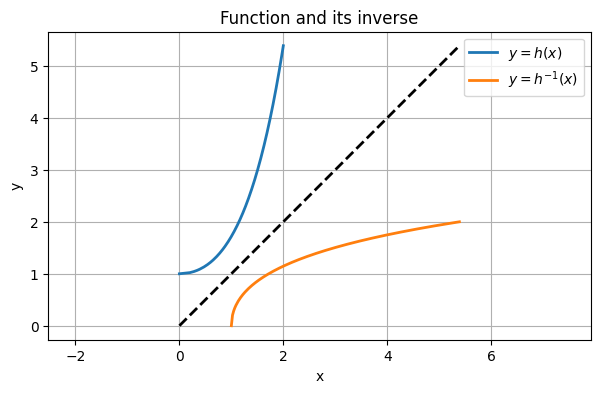 Function and its inverse
y = h(x)
y = h⁻¹(x)
5
4
3
2
1
0
y
−2
0
2
4
6
x